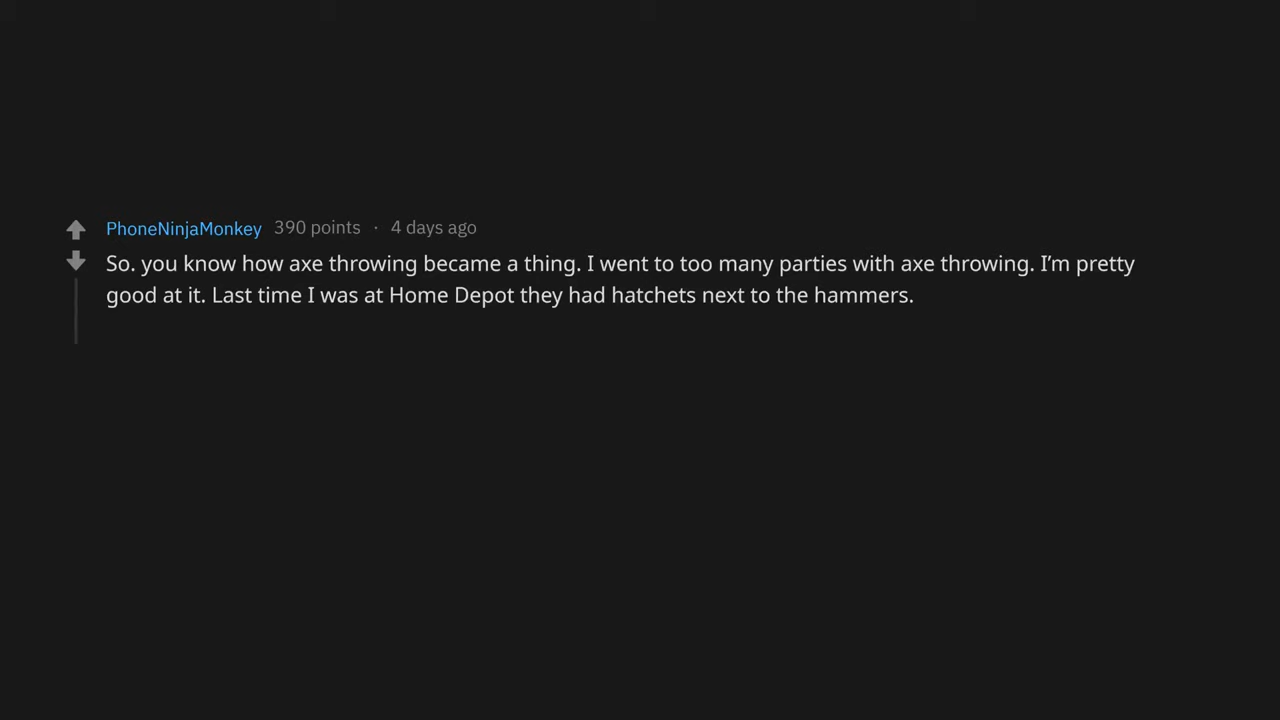 PhoneNinjaMonkey 390 points · 4 days ago
So. you know how axe throwing became a thing. I went to too many parties with axe throwing. I’m pretty
good at it. Last time I was at Home Depot they had hatchets next to the hammers.